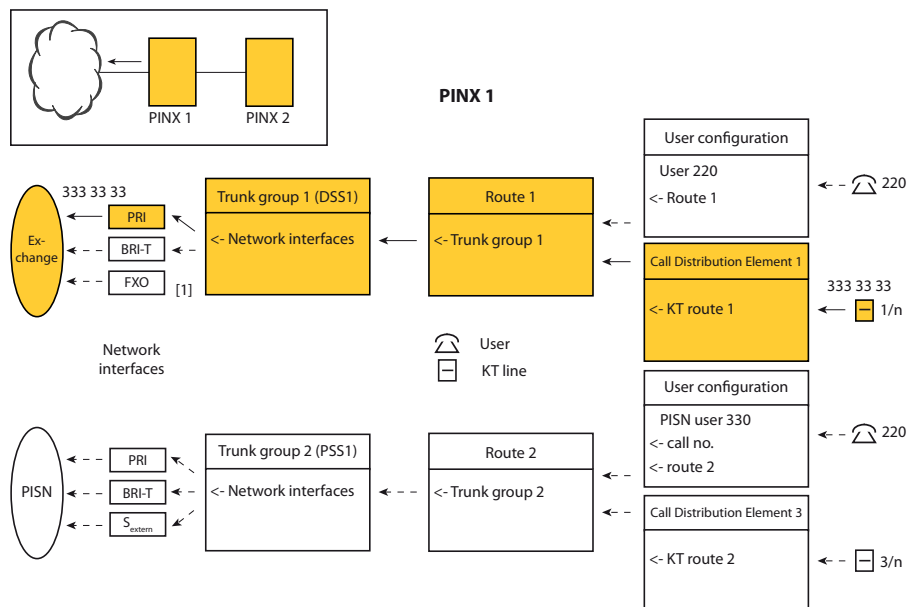 PINX 1
PINX 2
PINX 1
User configuration
User 220
<- Route 1
220
333 33 33
Trunk group 1 (DSS1)
Route 1
PRI
<- Network interfaces
<- Trunk group 1
Ex-
change
BRI-T
FXO
[1]
Call Distribution Element 1
<- KT route 1
333 33 33
1/n
Network
interfaces
User
KT line
User configuration
PISN user 330
<- call no.
<- route 2
220
Trunk group 2 (PSS1)
Route 2
PRI
<- Network interfaces
<- Trunk group 2
PISN
BRI-T
Sextern
Call Distribution Element 3
<- KT route 2
3/n